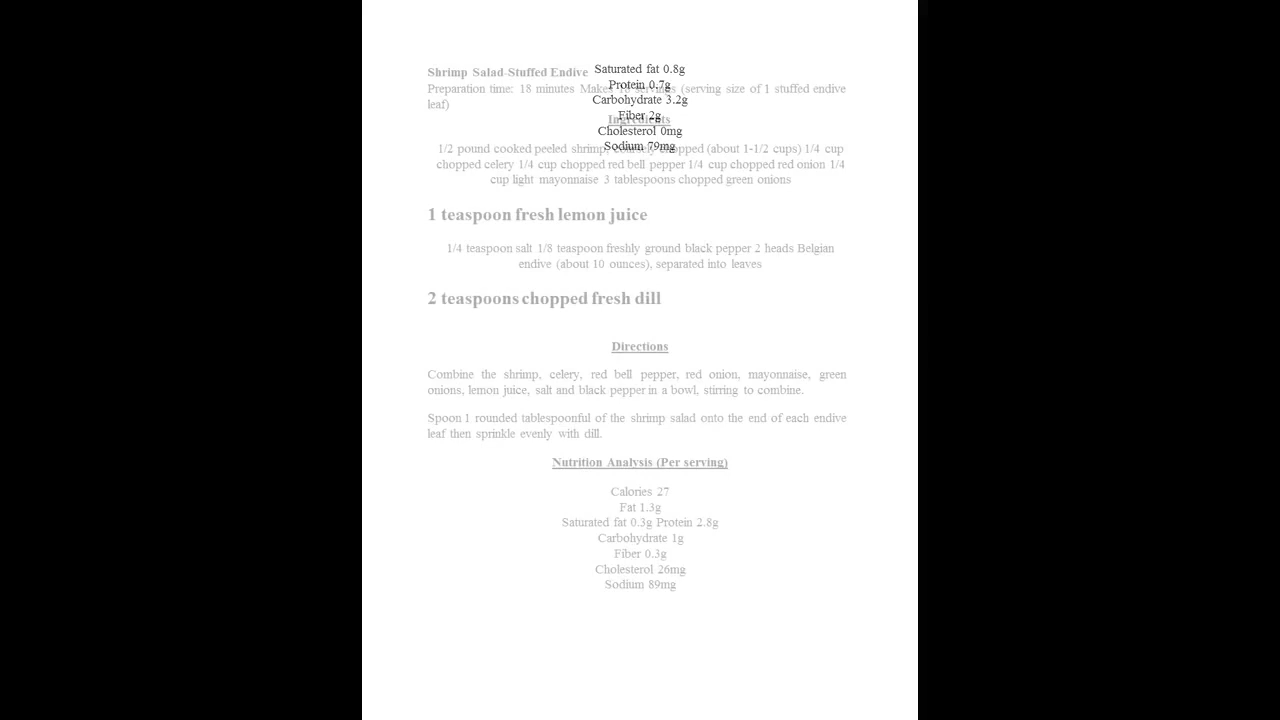 Saturated fat 0.8g
Protein 0.7g
Carbohydrate 3.2g
Fiber 2g
Cholesterol 0mg
Sodium 79mg
Shrimp Salad-Stuffed Endive
Preparation time: 18 minutes Makes servings (serving size of 1 stuffed endive
leaf)
Ingredients
1/2 pound cooked peeled shrimp, coarsely chopped (about 1-1/2 cups) 1/4 cup
chopped celery 1/4 cup chopped red bell pepper 1/4 cup chopped red onion 1/4
cup light mayonnaise 3 tablespoons chopped green onions
1 teaspoon fresh lemon juice
1/4 teaspoon salt 1/8 teaspoon freshly ground black pepper 2 heads Belgian
endive (about 10 ounces), separated into leaves
2 teaspoons chopped fresh dill
Directions
Combine the shrimp, celery, red bell pepper, red onion, mayonnaise, green
onions, lemon juice, salt and black pepper in a bowl, stirring to combine.
Spoon 1 rounded tablespoonful of the shrimp salad onto the end of each endive
leaf then sprinkle evenly with dill.
Nutrition Analysis (Per serving)
Calories 27
Fat 1.3g
Saturated fat 0.3g Protein 2.8g
Carbohydrate 1g
Fiber 0.3g
Cholesterol 26mg
Sodium 89mg